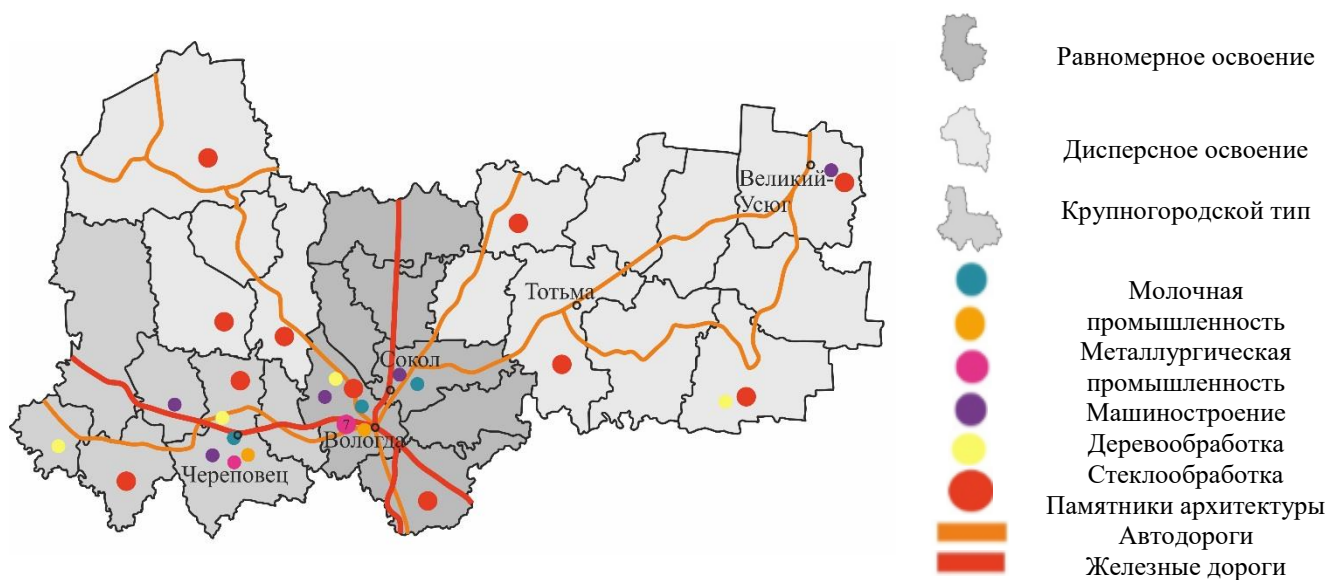 Великий-
Усюг
Тотьма
Сокол
7
Вологда
Череповец
Равномерное освоение
Дисперсное освоение
Крупногородской тип
Молочная
промышленность
Металлургическая
промышленность
Машиностроение
Деревообработка
Стеклообработка
Памятники архитектуры
Автодороги
Железные дороги